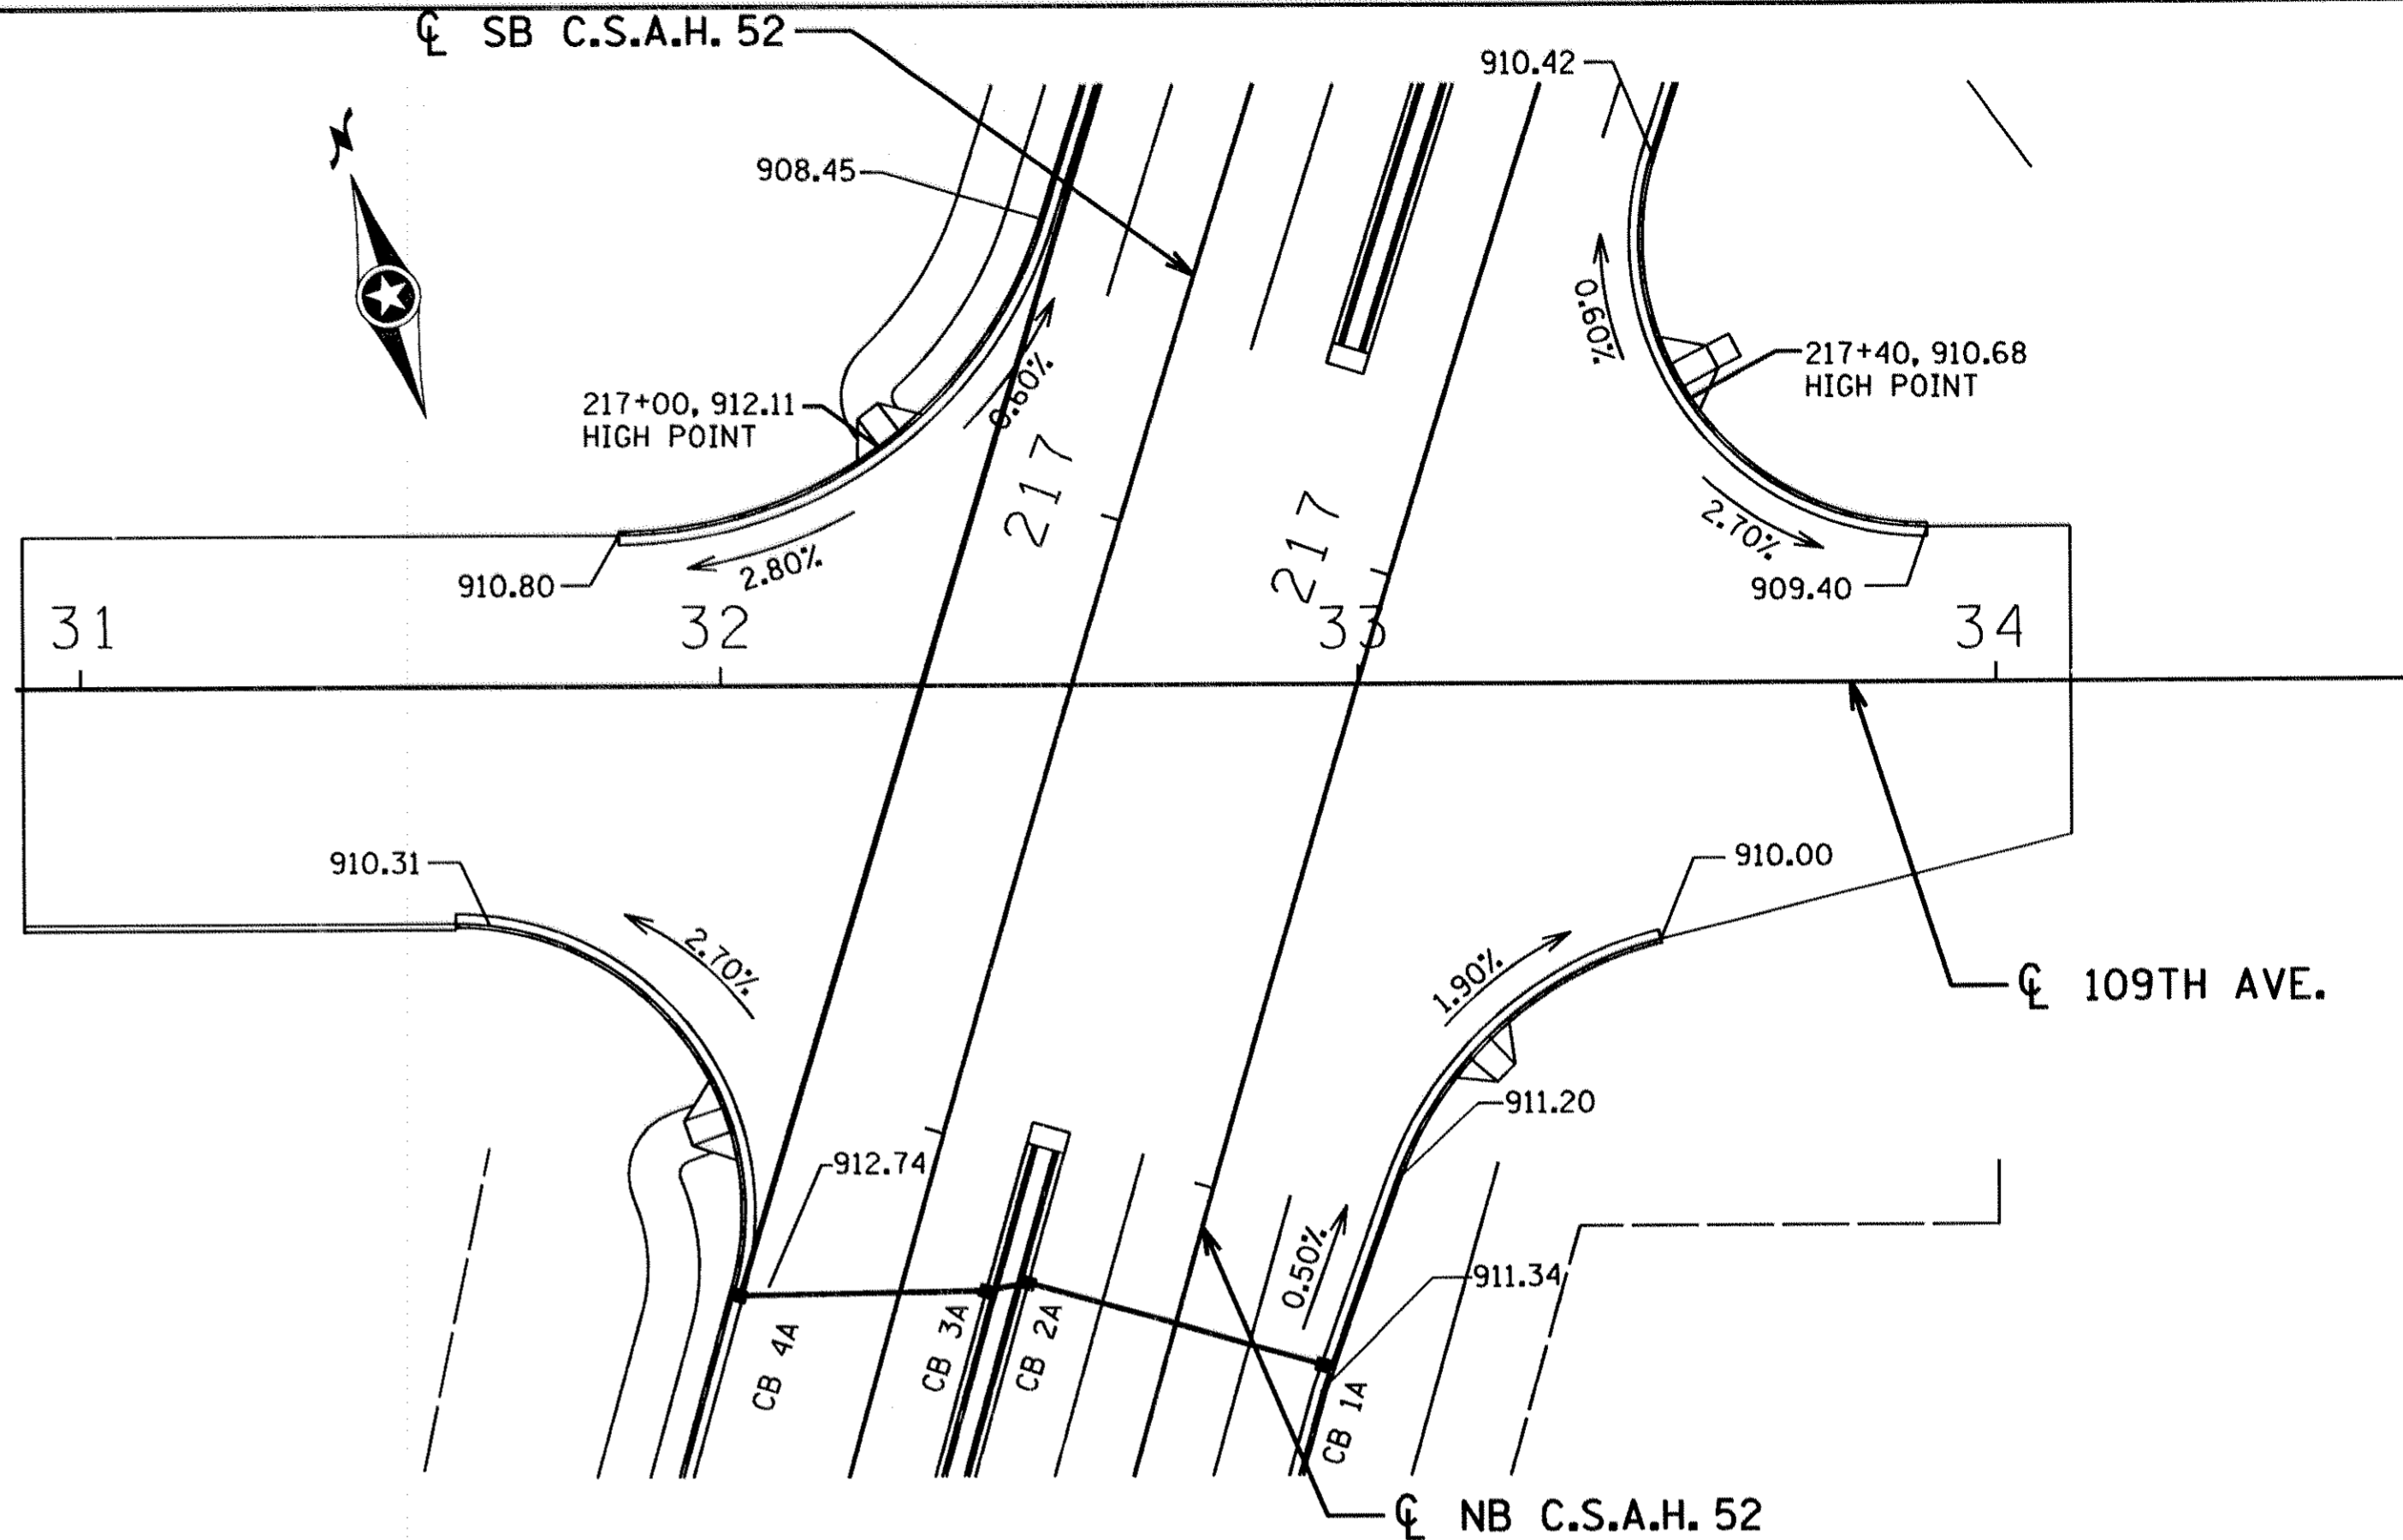 ℄ SB C.S.A.H. 52
910.42
N
908.45
0.60%
217+40, 910.68
HIGH POINT
217+00, 912.11
HIGH POINT
0.60%
217
217
2.70%
2.80%
910.80
909.40
31
32
33
34
910.31
910.00
2.70%
1.90%
℄ 109TH AVE.
911.20
912.74
0.50%
911.34
CB 4A
CB 3A
CB 2A
CB 1A
℄ NB C.S.A.H. 52